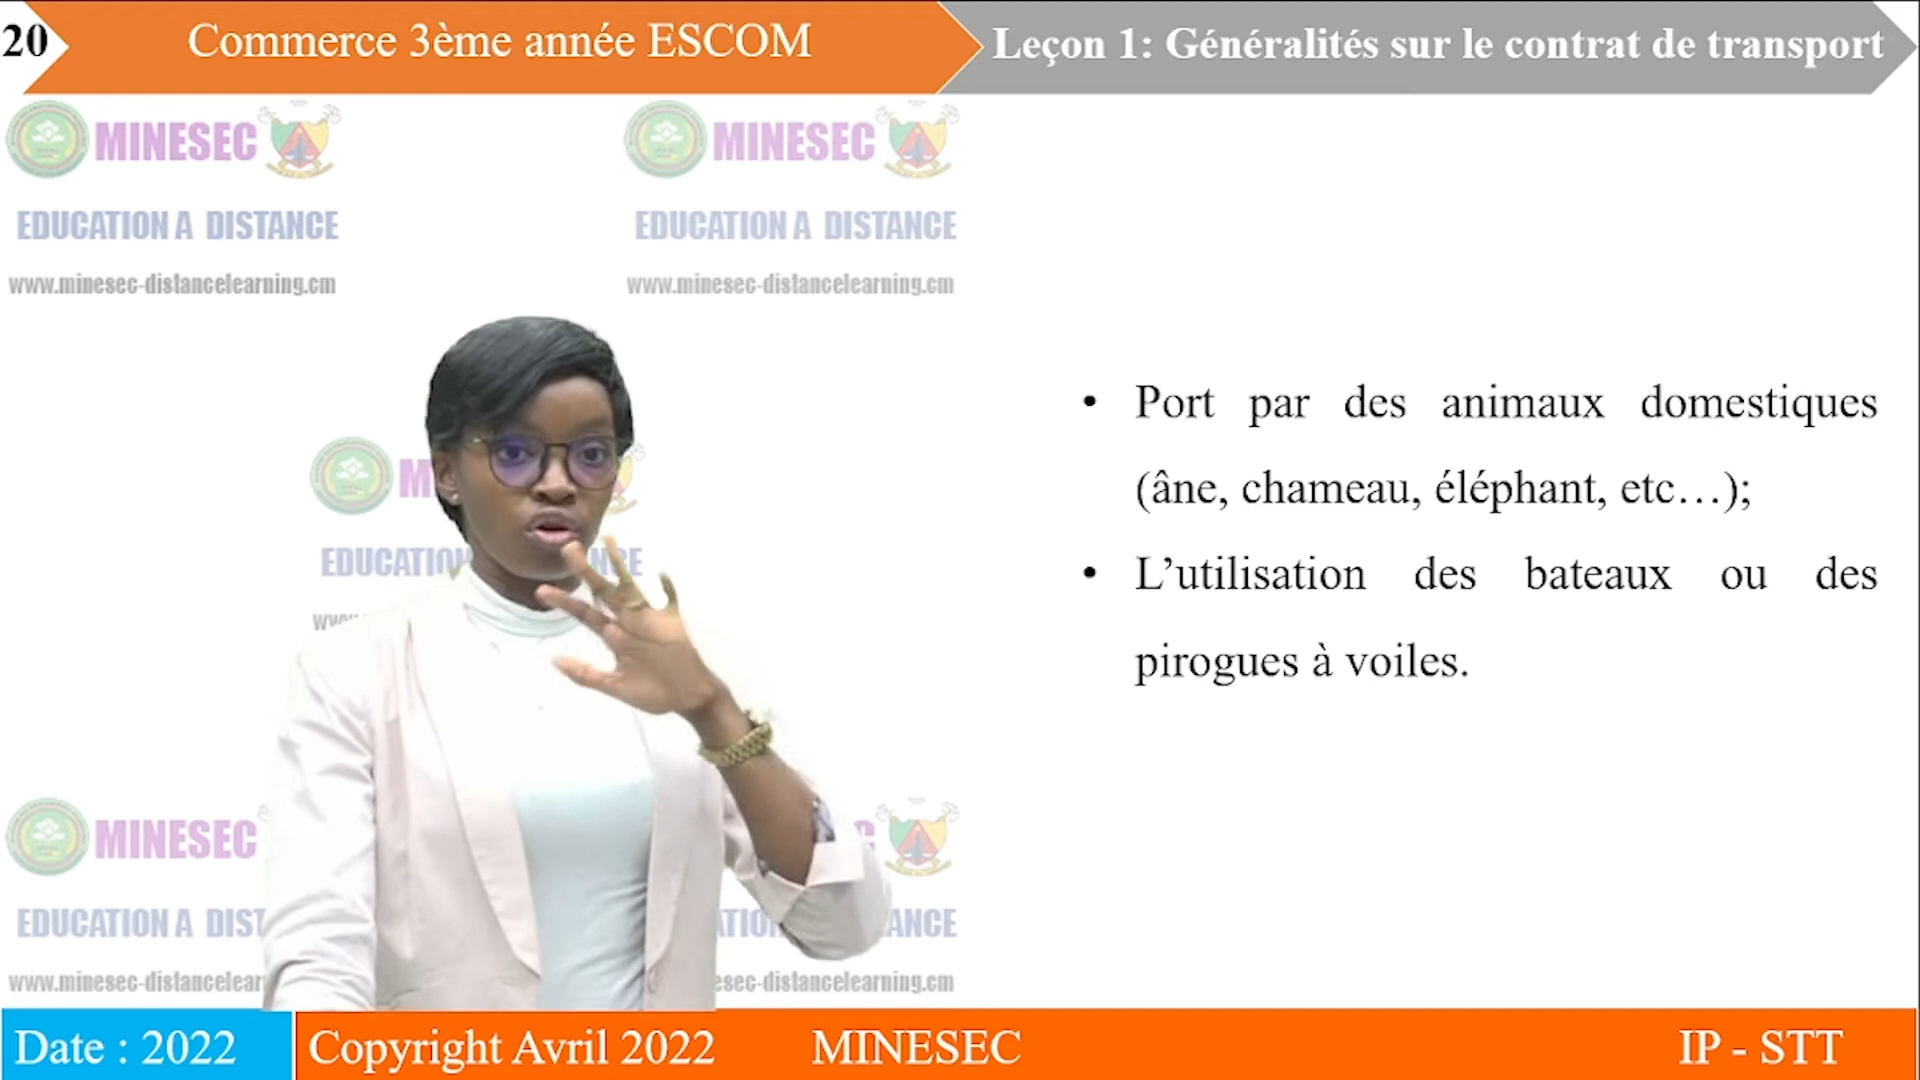 20
Commerce 3ème année ESCOM
Leçon 1: Généralités sur le contrat de transport
MINESEC
EDUCATION A DISTANCE
www.minesec-distancelearning.cm
MINESEC
EDUCATION A DISTANCE
www.minesec-distancelearning.cm
• Port par des animaux domestiques
(âne, chameau, éléphant, etc…);
• L’utilisation des bateaux ou des
pirogues à voiles.
MINESEC
EDUCATION A DIST
www.minesec-distancelear
ANCE
esec-distancelearning.cm
Date : 2022
Copyright Avril 2022
MINESEC
IP - STT